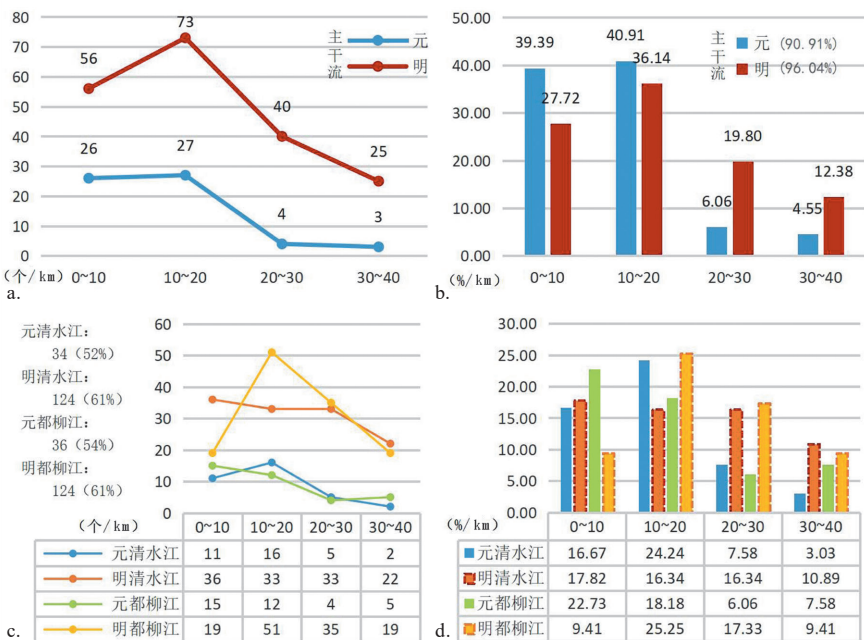 80
70
60
50
40
30
20
10
0
56
73
40
25
26
27
4
3
主干流
元
明
(个/km) 0~10 10~20 20~30 30~40
a.
50.00
40.00
30.00
20.00
10.00
0.00
39.39
27.72
40.91
36.14
6.06
19.80
4.55
12.38
主干流
元 (90.91%)
明 (96.04%)
(%/km) 0~10 10~20 20~30 30~40
b.
元清水江:
34 (52%)
明清水江:
124 (61%)
元都柳江:
36 (54%)
明都柳江:
124 (61%)
60
50
40
30
20
10
0
(个/km) 0~10 10~20 20~30 30~40
元清水江 11 16 5 2
明清水江 36 33 33 22
元都柳江 15 12 4 5
明都柳江 19 51 35 19
c.
30.00
25.00
20.00
15.00
10.00
5.00
0.00
(%/km) 0~10 10~20 20~30 30~40
元清水江 16.67 24.24 7.58 3.03
明清水江 17.82 16.34 16.34 10.89
元都柳江 22.73 18.18 6.06 7.58
明都柳江 9.41 25.25 17.33 9.41
d.